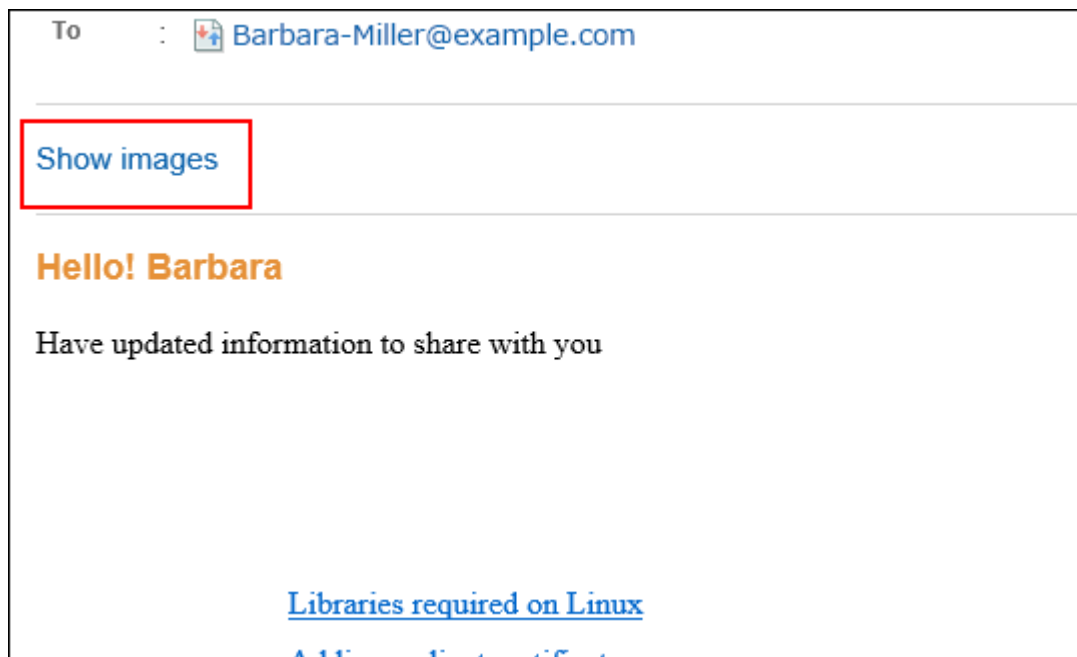 To : Barbara-Miller@example.com
Show images
Hello! Barbara
Have updated information to share with you
Libraries required on Linux